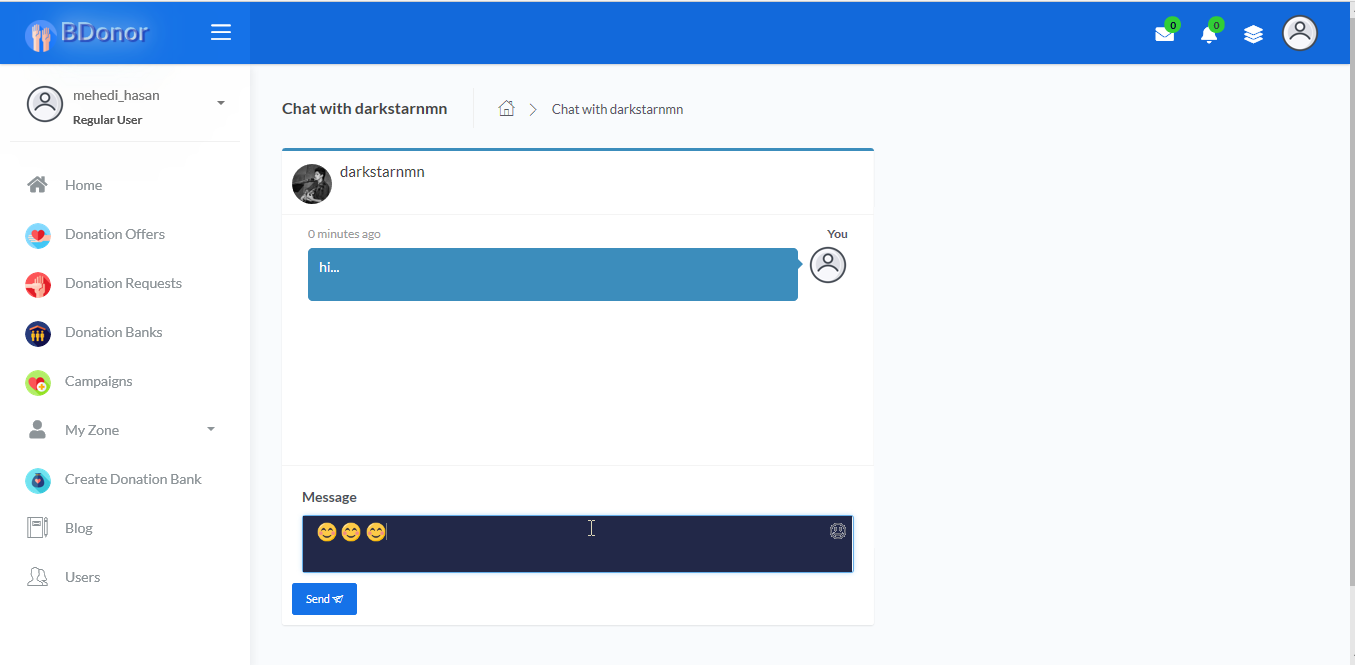 BDonor
0
0
mehedi_hasan
Regular User
Home
Donation Offers
Donation Requests
Donation Banks
Campaigns
My Zone
Create Donation Bank
Blog
Users
Chat with darkstarnmn
Chat with darkstarnmn
darkstarnmn
0 minutes ago
You
hi...
Message
😊 😊 😊
Send